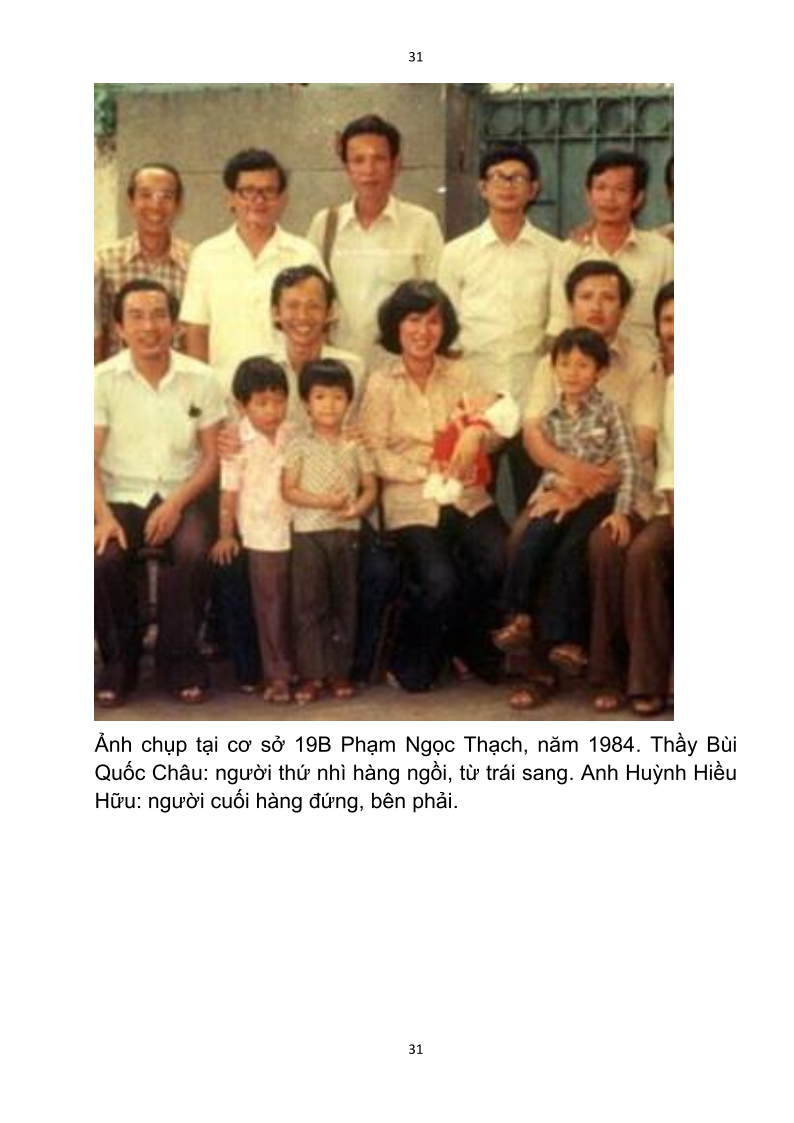 31
Ảnh chụp tại cơ sở 19B Phạm Ngọc Thạch, năm 1984. Thầy Bùi
Quốc Châu: người thứ nhì hàng ngồi, từ trái sang. Anh Huỳnh Hiều
Hữu: người cuối hàng đứng, bên phải.
31